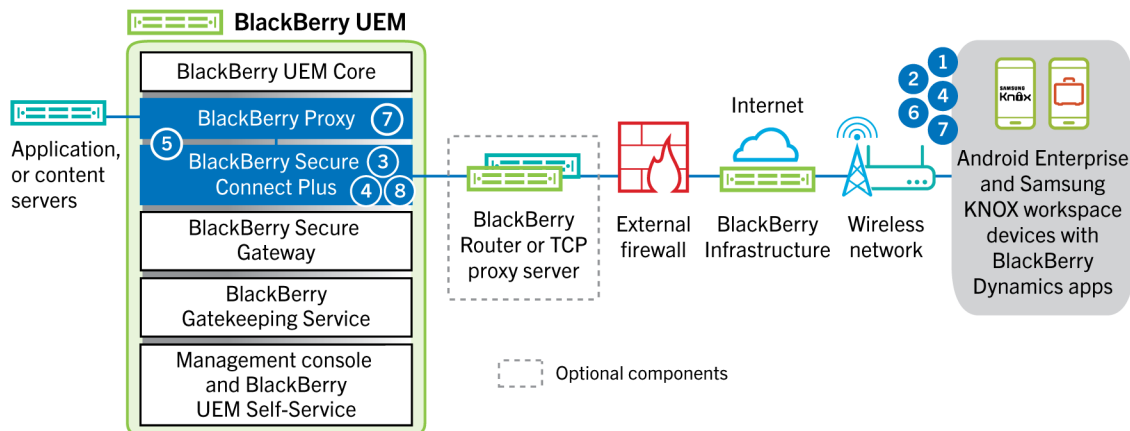 BlackBerry UEM
BlackBerry UEM Core
BlackBerry Proxy
7
5
BlackBerry Secure
Connect Plus
3
4
8
BlackBerry Secure
Gateway
BlackBerry
Gatekeeping Service
Management console
and BlackBerry
UEM Self-Service
Application,
or content
servers
BlackBerry
Router or TCP
proxy server
External
firewall
Internet
BlackBerry
Infrastructure
Wireless
network
1
2
4
6
7
SAMSUNG
Knox
Android Enterprise
and Samsung
KNOX workspace
devices with
BlackBerry
Dynamics apps
Optional components